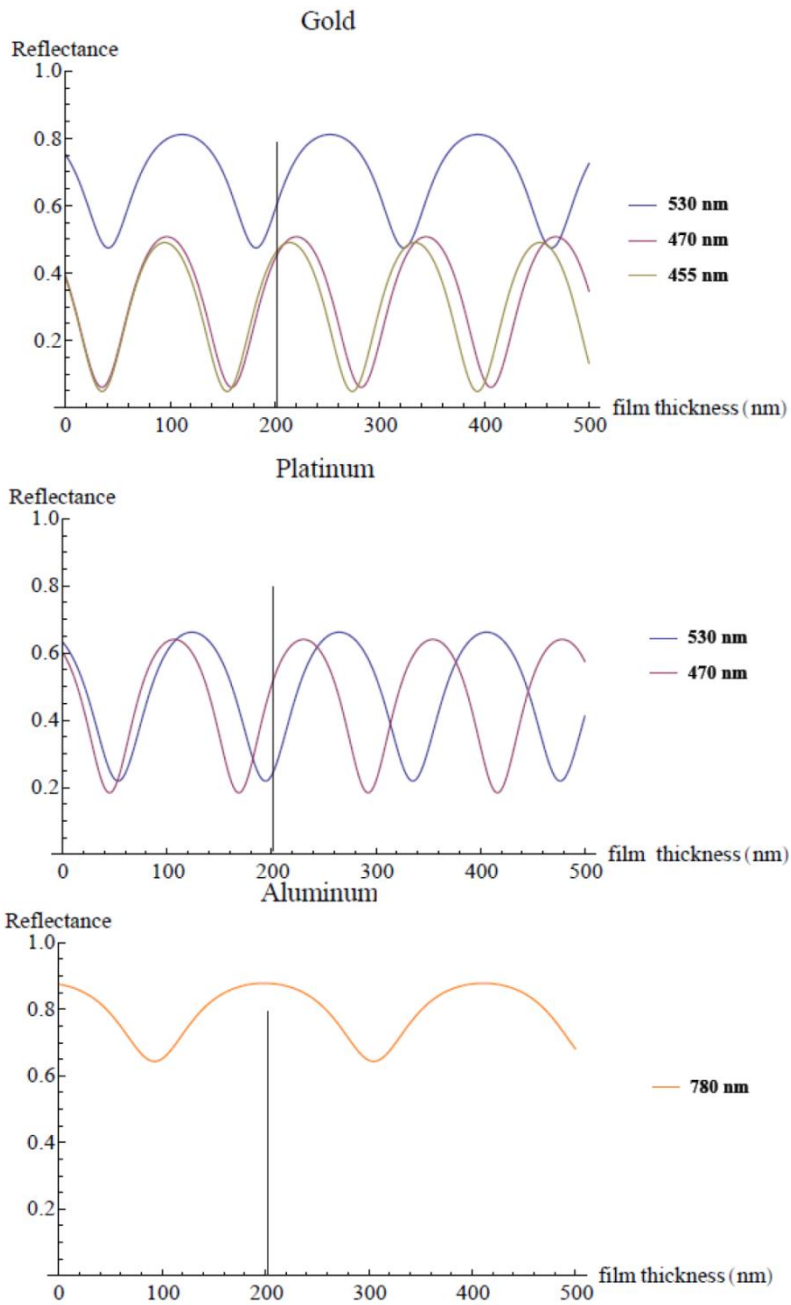 Gold
Reflectance
1.0
0.8
0.6
0.4
0.2
530 nm
470 nm
455 nm
0 100 200 300 400 500
film thickness (nm)
Platinum
Reflectance
1.0
0.8
0.6
0.4
0.2
530 nm
470 nm
0 100 200 300 400 500
film thickness (nm)
Aluminum
Reflectance
1.0
0.8
0.6
0.4
0.2
780 nm
0 100 200 300 400 500
film thickness (nm)